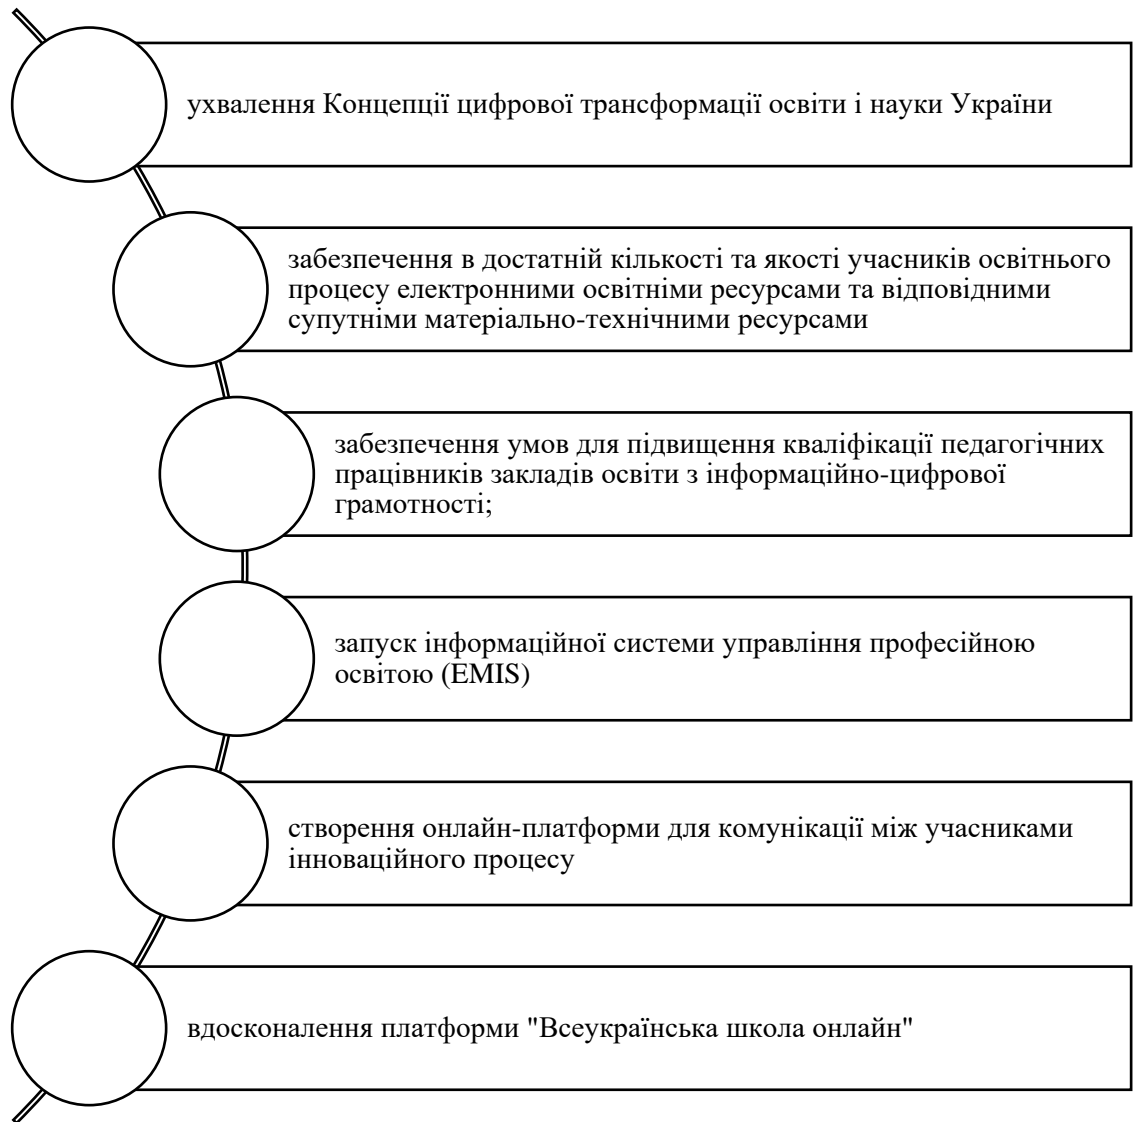 ухвалення Концепції цифрової трансформації освіти і науки України
забезпечення в достатній кількості та якості учасників освітнього
процесу електронними освітніми ресурсами та відповідними
супутніми матеріально-технічними ресурсами
забезпечення умов для підвищення кваліфікації педагогічних
працівників закладів освіти з інформаційно-цифрової
грамотності;
запуск інформаційної системи управління професійною
освітою (EMIS)
створення онлайн-платформи для комунікації між учасниками
інноваційного процесу
вдосконалення платформи "Всеукраїнська школа онлайн"